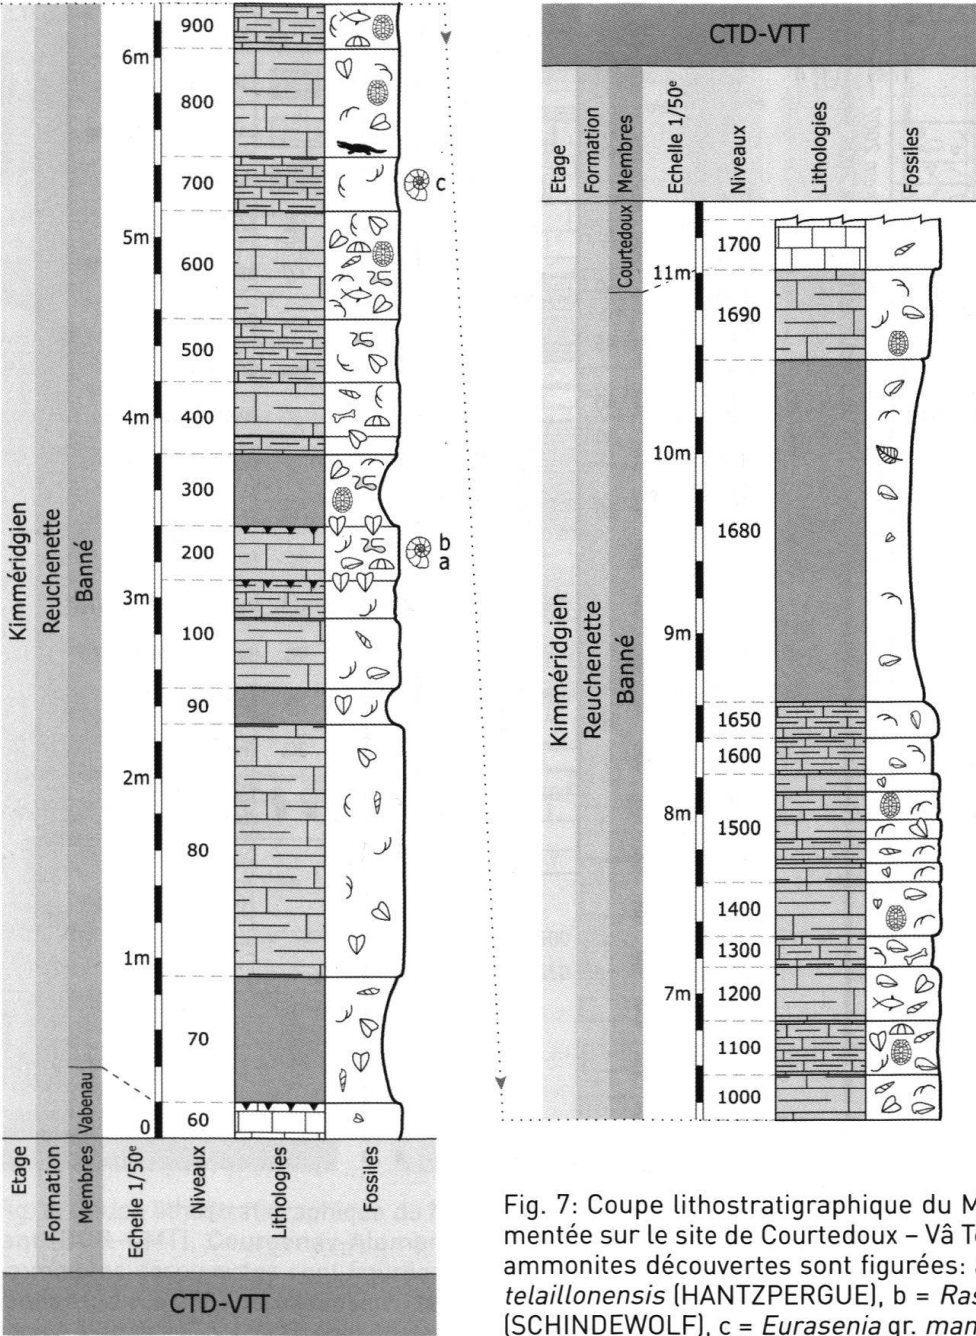 900
6m
800
700
c
5m
600
500
400
4m
300
200
b
a
3m
100
90
2m
80
1m
70
60
0
Kimméridgien
Reuchenette
Banné
Vabenau
Etage
Formation
Membres
Echelle 1/50e
Niveaux
Lithologies
Fossiles
CTD-VTT
CTD-VTT
Etage
Formation
Membres
Echelle 1/50e
Niveaux
Lithologies
Fossiles
Courtedoux
1700
11m
1690
10m
1680
9m
1650
1600
8m
1500
1400
1300
7m
1200
1100
1000
Kimméridgien
Reuchenette
Banné
Fig. 7: Coupe lithostratigraphique du
mentée sur le site de Courtedoux – Vâ
ammonites découvertes sont figurées:
telaillonensis (HANTZPERGUE), b =
(SCHINDEWOLF), c = Eurasenia gr.